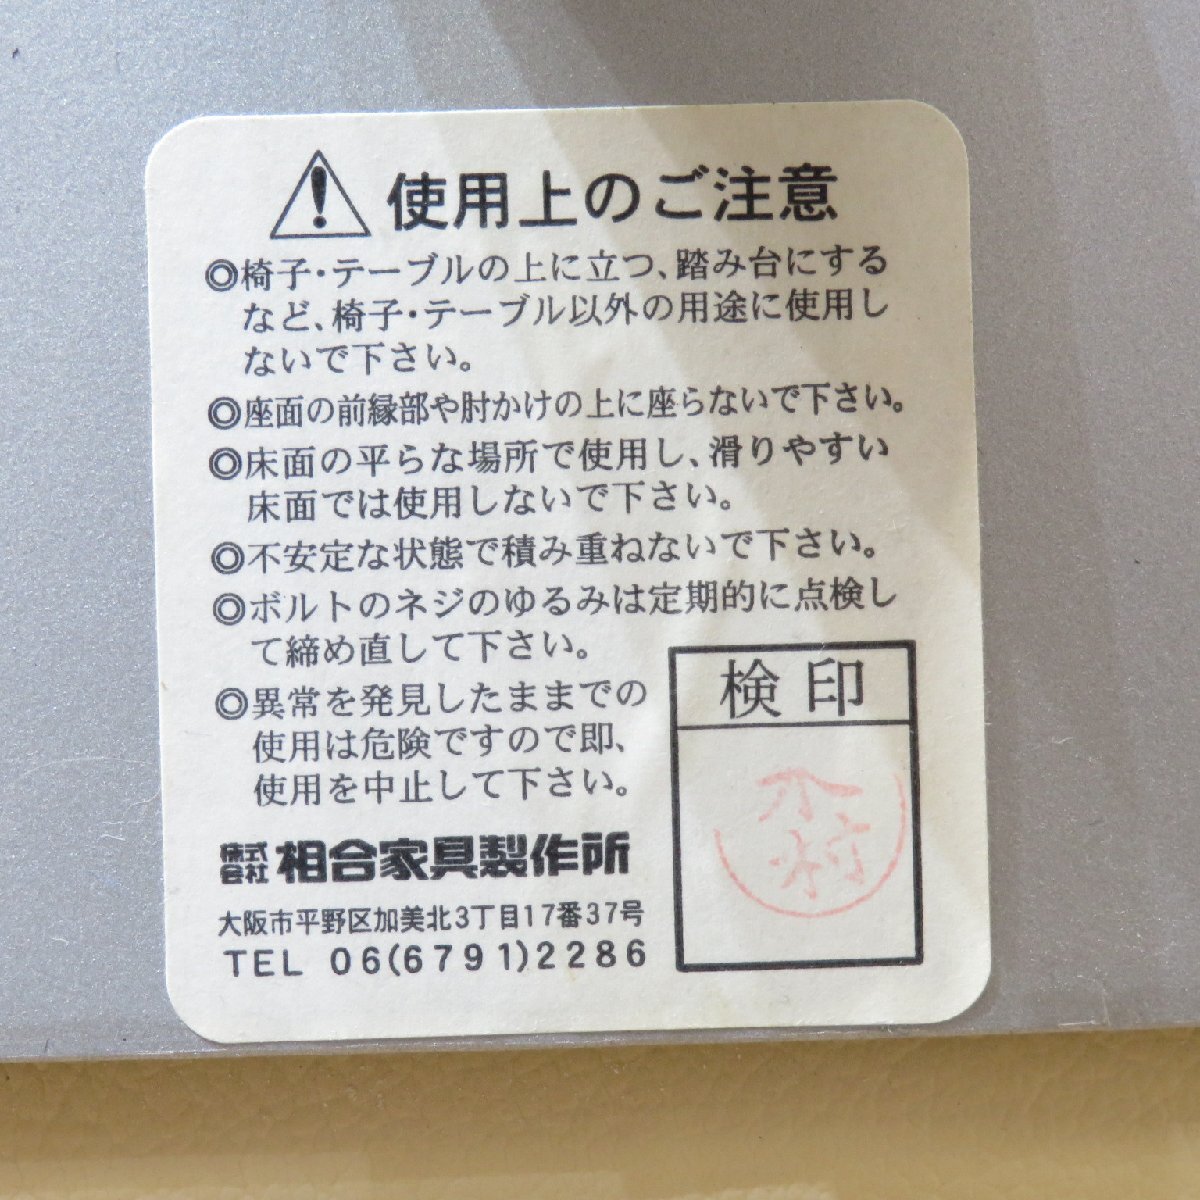 使用上のご注意
◎椅子・テーブルの上に立つ、踏み台にする
など、椅子・テーブル以外の用途に使用し
ないで下さい。
◎座面の前縁部や肘かけの上に座らないで下さい。
◎床面の平らな場所で使用し、滑りやすい
床面では使用しないで下さい。
◎不安定な状態で積み重ねないで下さい。
◎ボルトのネジのゆるみは定期的に点検し
て締め直して下さい。
◎異常を発見したままでの
使用は危険ですので即、
使用を中止して下さい。
株式会社 相合家具製作所
大阪市平野区加美北3丁目17番37号
TEL 06(6791)2286
検印